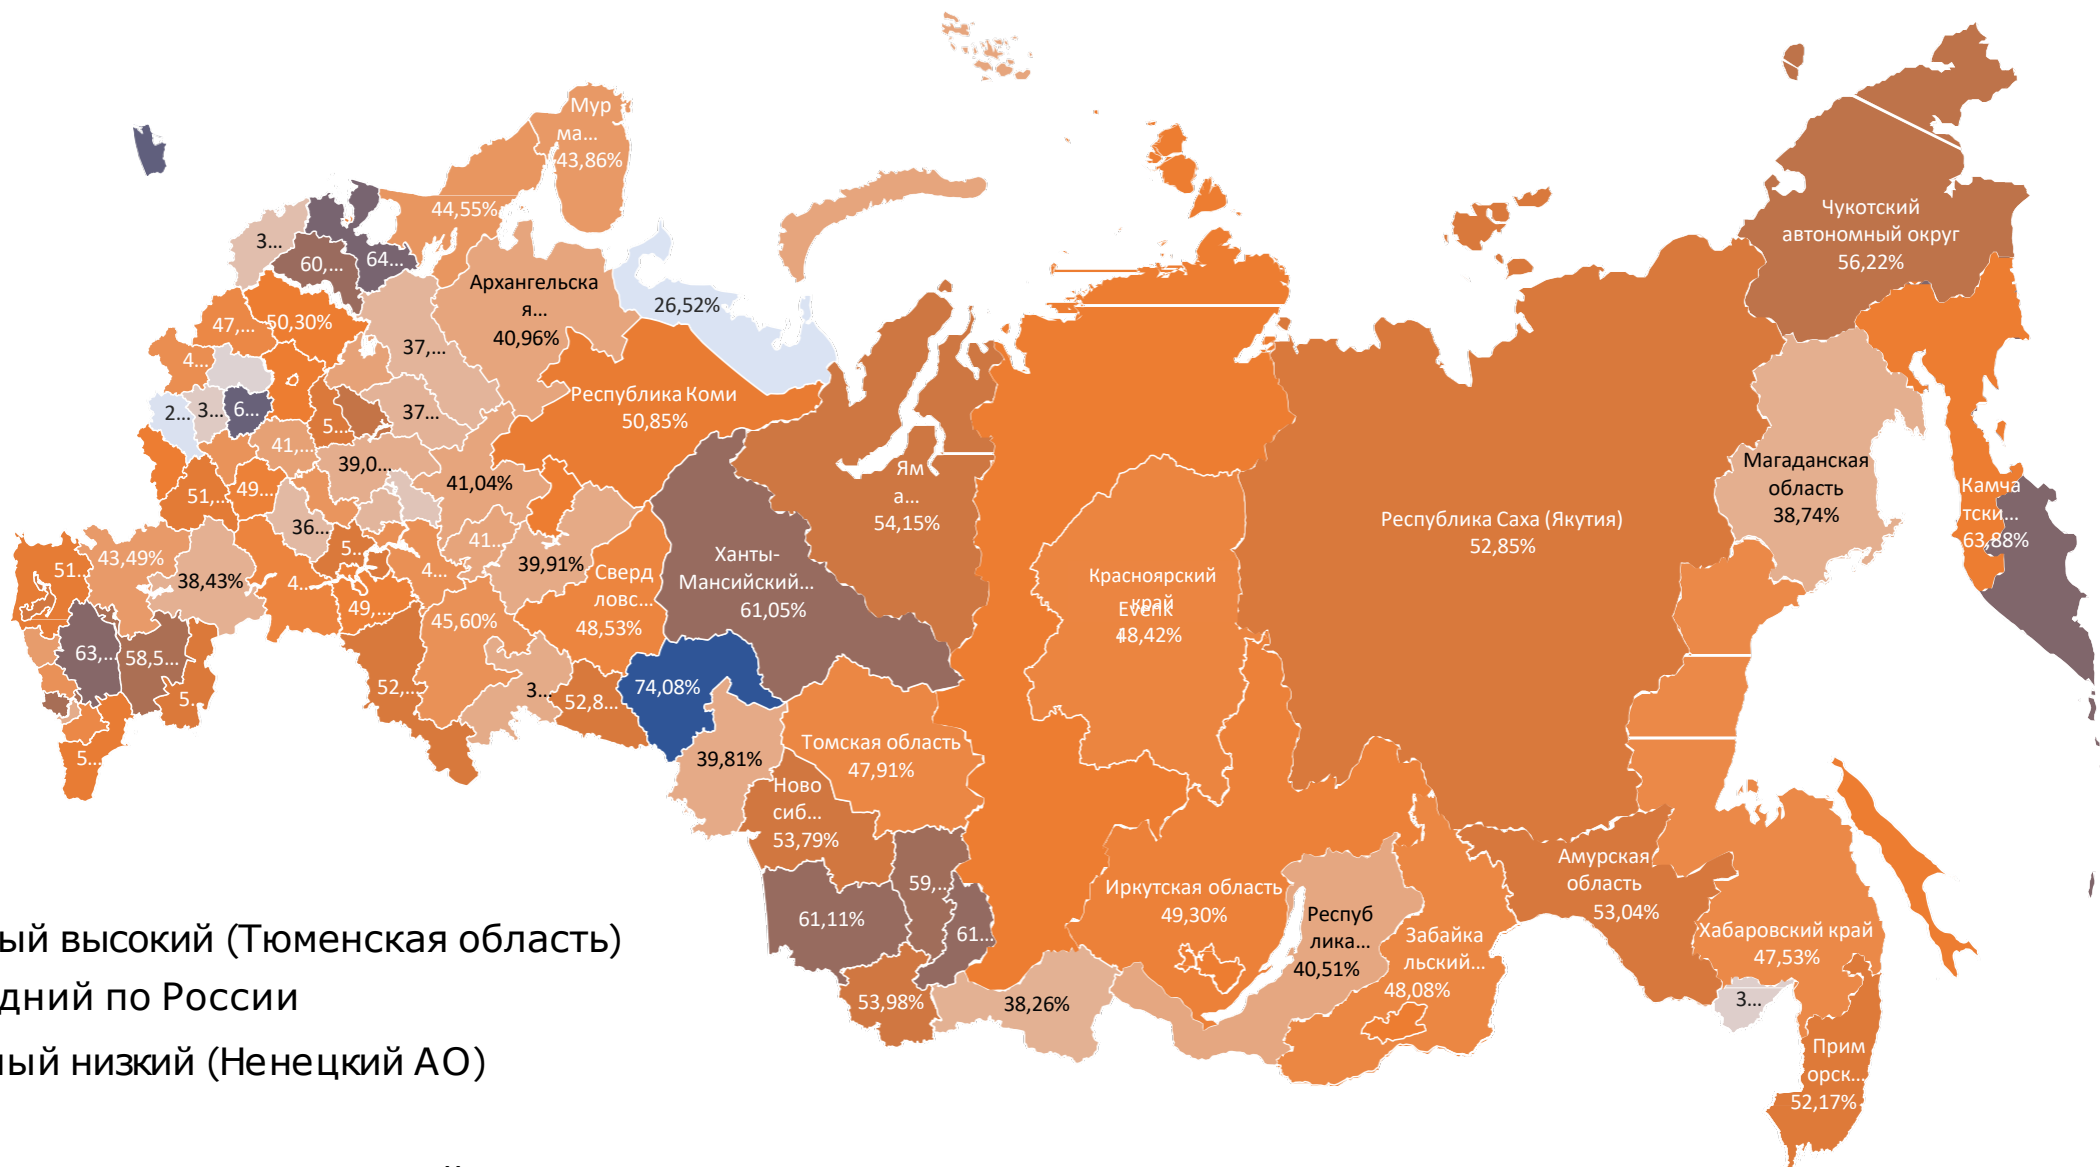 Мур
ма...
43,86%
44,55%
3...
60,...
64...
Чукотский
автономный округ
56,22%
Архангельска
я...
40,96%
26,52%
47,...
50,30%
37,...
4...
Республика Коми
50,85%
2...
3...
6...
5...
37...
41,...
39,0...
41,04%
Ям
а...
54,15%
Магаданская
область
38,74%
51,...
49...
36...
Камча
тски...
63,88%
Республика Саха (Якутия)
52,85%
51...
43,49%
38,43%
5...
41...
4...
4...
39,91%
49,...
45,60%
Сверд
ловс...
48,53%
Ханты-
Мансийский...
61,05%
Красноярский
край
Evenk
48,42%
63,...
58,5...
5...
52,...
3...
52,8...
74,08%
39,81%
Томская область
47,91%
5...
Ново
сиб...
53,79%
59,...
61,11%
61...
53,98%
38,26%
Иркутская область
49,30%
Респуб
лика...
40,51%
Забайка
льский...
48,08%
Амурская
область
53,04%
Хабаровский край
47,53%
3...
Прим
орск...
52,17%
ый высокий (Тюменская область)
дний по России
ый низкий (Ненецкий АО)